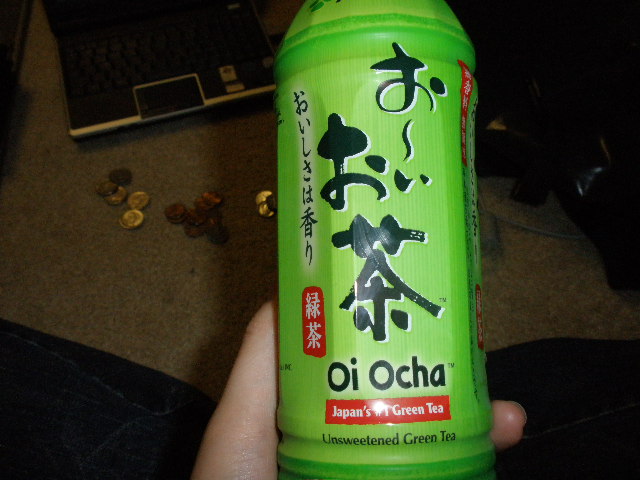 お～い
お茶
おいしさは香り
緑茶
Oi Ocha™
Japan's #1 Green Tea
Unsweetened Green Tea